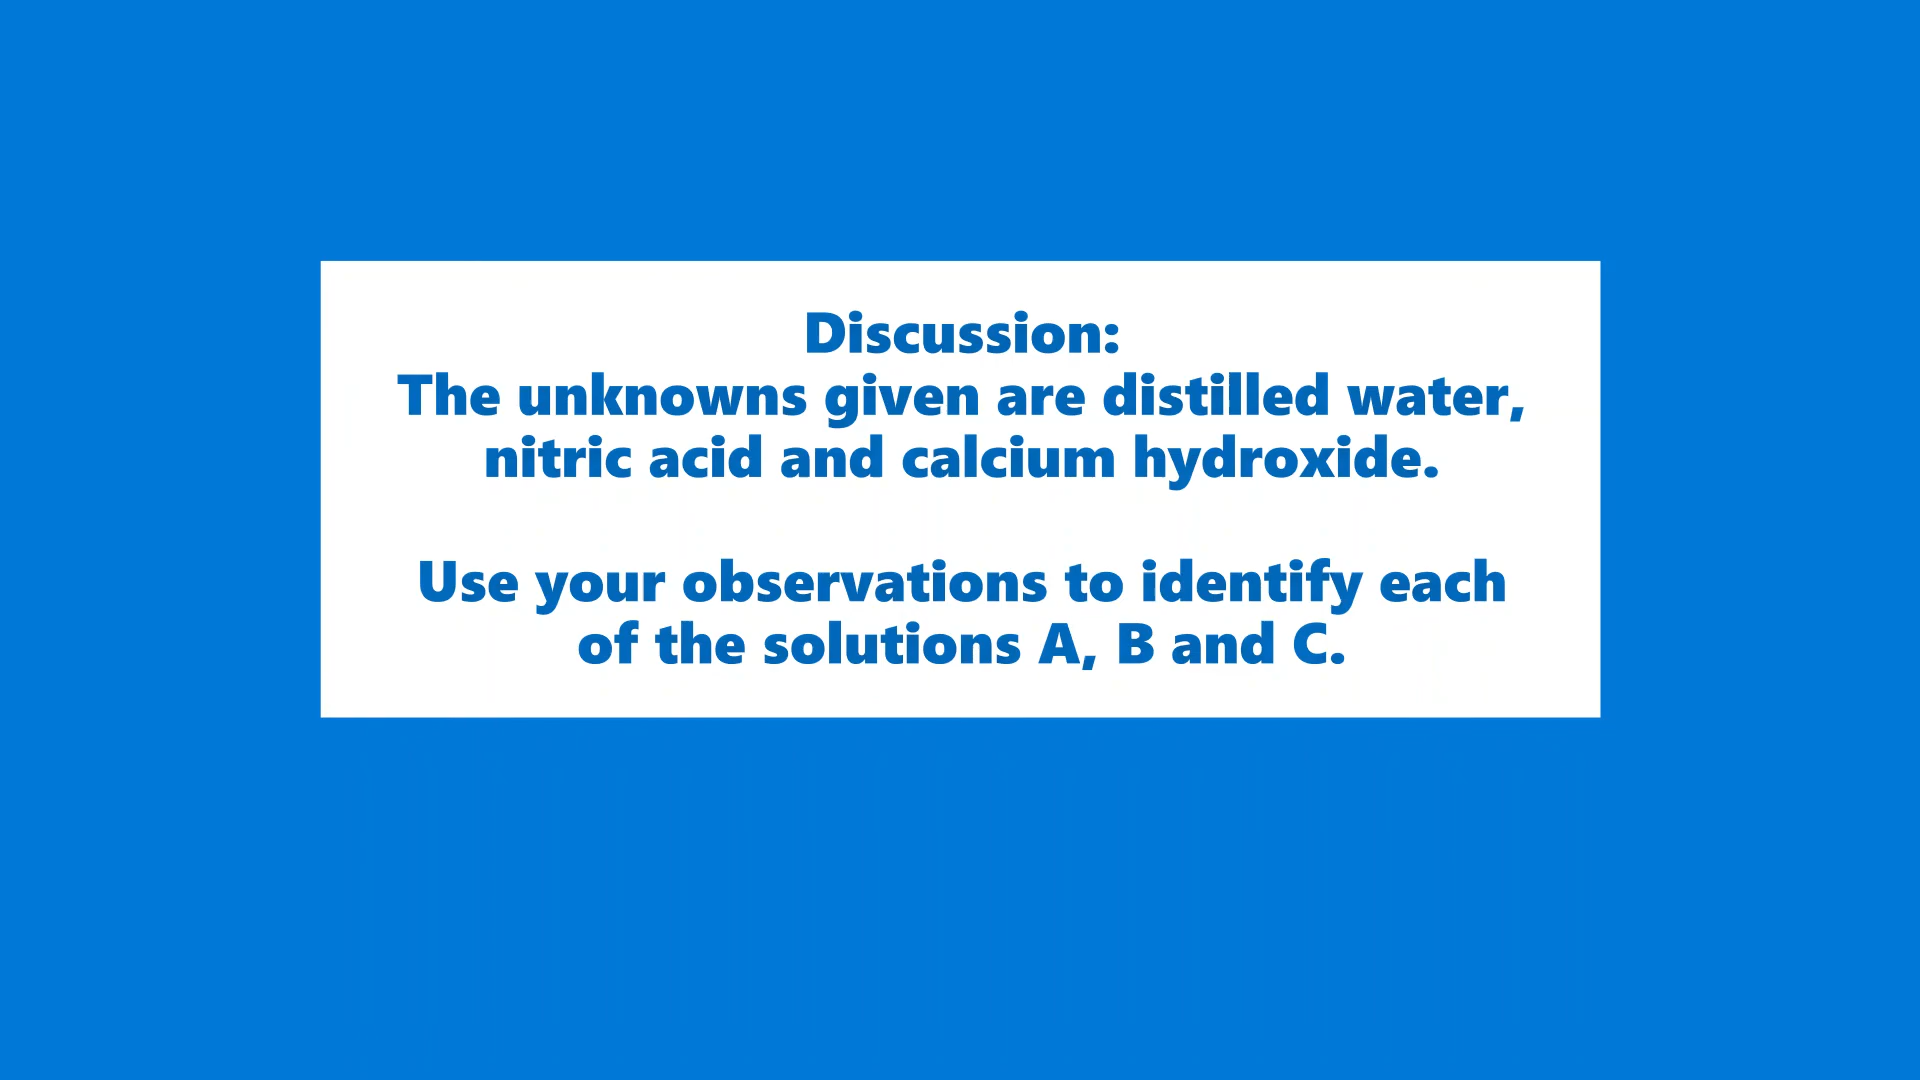 Discussion:
The unknowns given are distilled water,
nitric acid and calcium hydroxide.
Use your observations to identify each
of the solutions A, B and C.